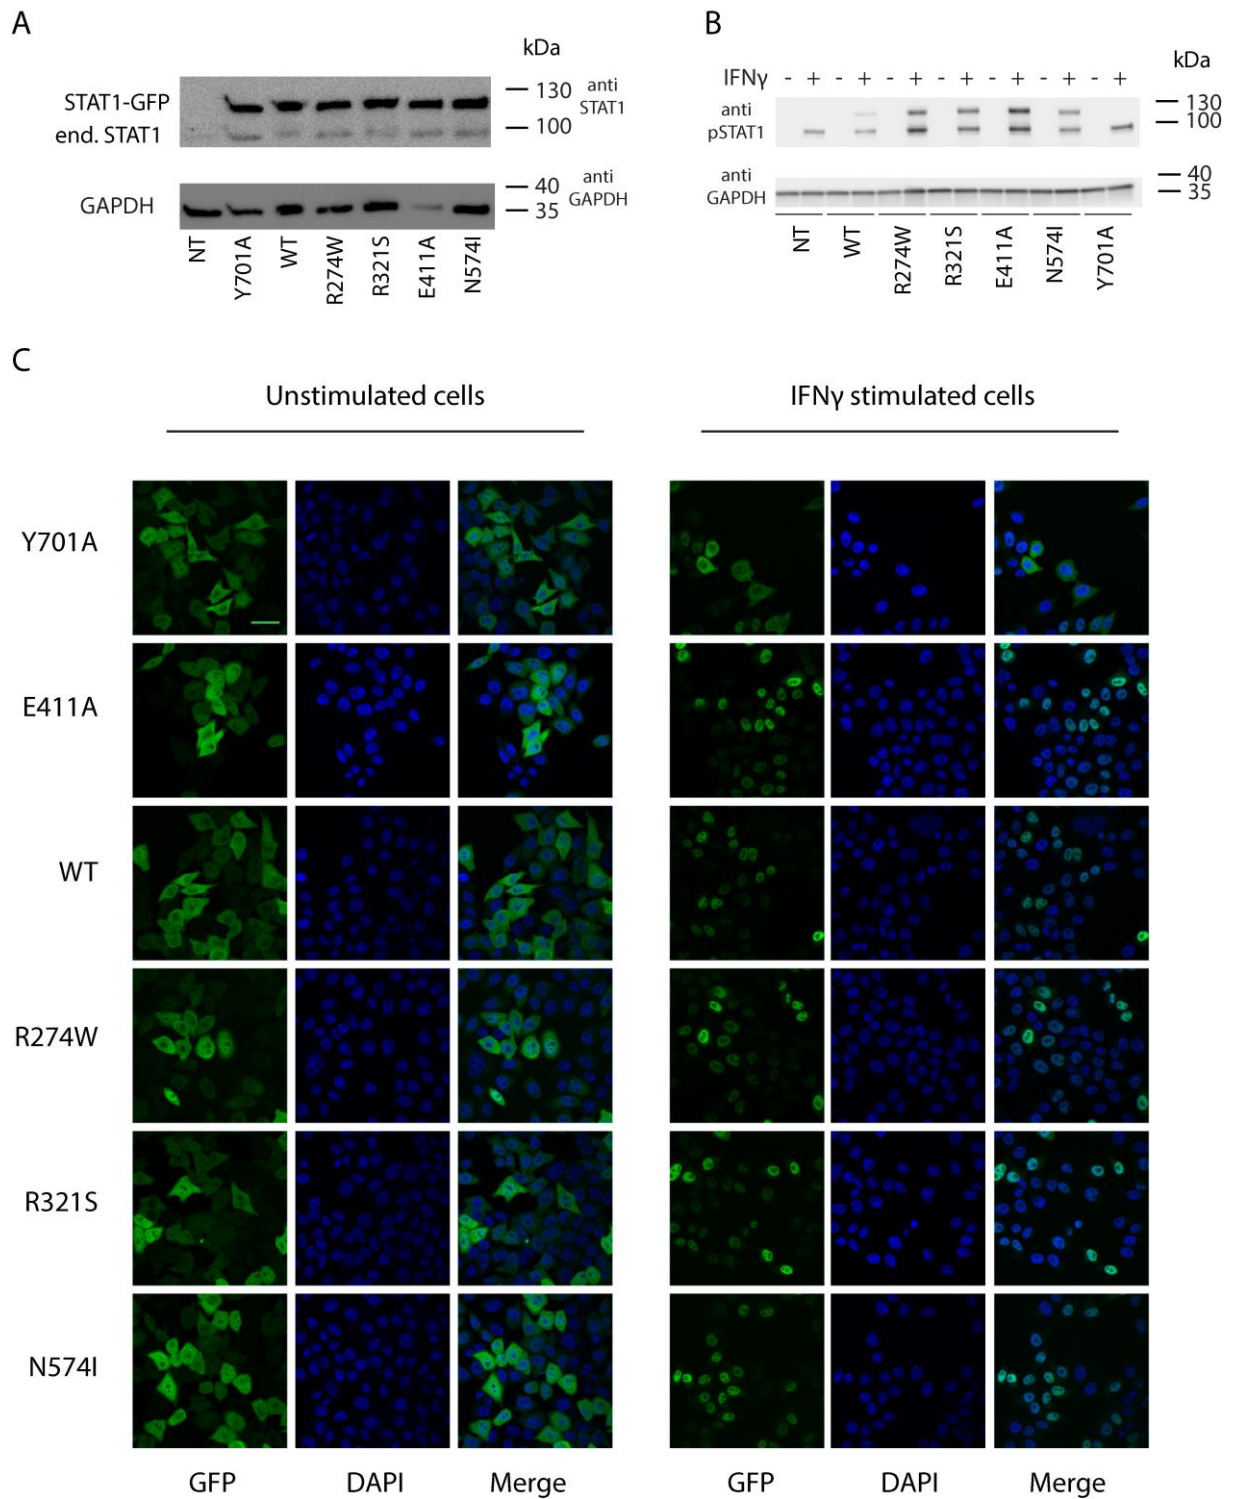 A
kDa
STAT1-GFP
130
anti
STAT1
end. STAT1
100
GAPDH
40
anti
35
GAPDH
NT
Y701A
WT
R274W
R321S
E411A
N574I
B
kDa
IFNγ - + - + - + - + - + - + - +
anti
pSTAT1
130
100
anti
GAPDH
40
35
NT
WT
R274W
R321S
E411A
N574I
Y701A
C
Unstimulated cells
IFNγ stimulated cells
Y701A
E411A
WT
R274W
R321S
N574I
GFP DAPI Merge GFP DAPI Merge